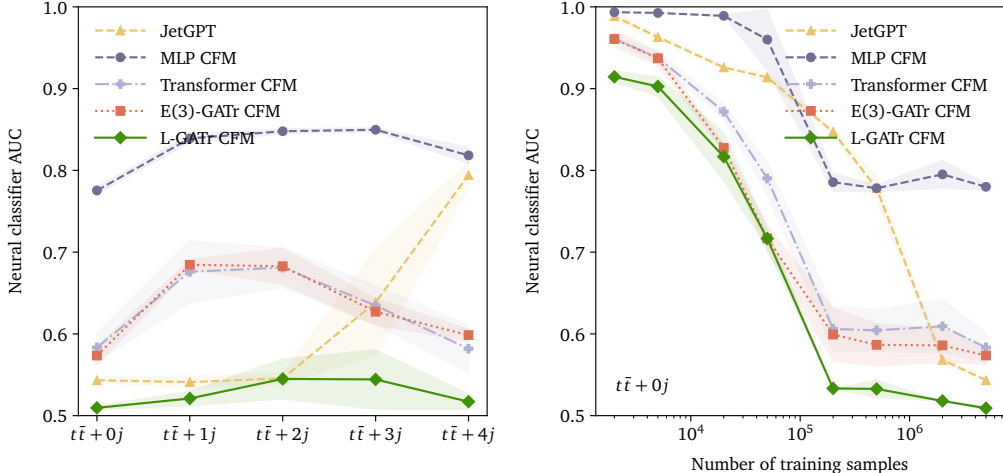 Neural classifier AUC
1.0
0.9
0.8
0.7
0.6
0.5
JetGPT
MLP CFM
Transformer CFM
E(3)-GATr CFM
L-GATr CFM
tt̄ + 0j
tt̄ + 1j
tt̄ + 2j
tt̄ + 3j
tt̄ + 4j
Neural classifier AUC
1.0
0.9
0.8
0.7
0.6
0.5
JetGPT
MLP CFM
Transformer CFM
E(3)-GATr CFM
L-GATr CFM
tt̄ + 0j
10⁴
10⁵
10⁶
Number of training samples